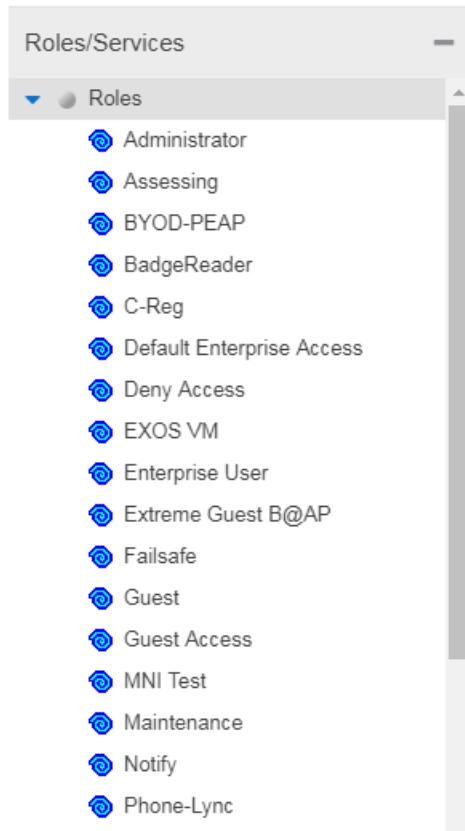 Roles/Services
Roles
Administrator
Assessing
BYOD-PEAP
BadgeReader
C-Reg
Default Enterprise Access
Deny Access
EXOS VM
Enterprise User
Extreme Guest B@AP
Failsafe
Guest
Guest Access
MNI Test
Maintenance
Notify
Phone-Lync